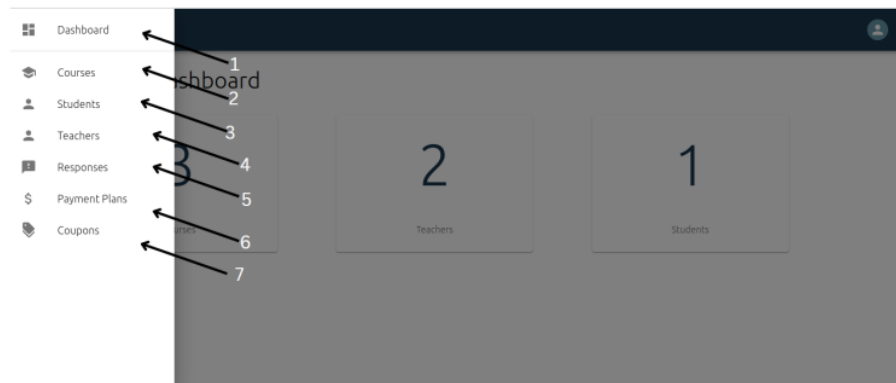 Dashboard
1
shboard
Courses
2
Students
3
Teachers
4
Responses
5
Payment Plans
6
Coupons
7
3
urses
2
Teachers
1
Students